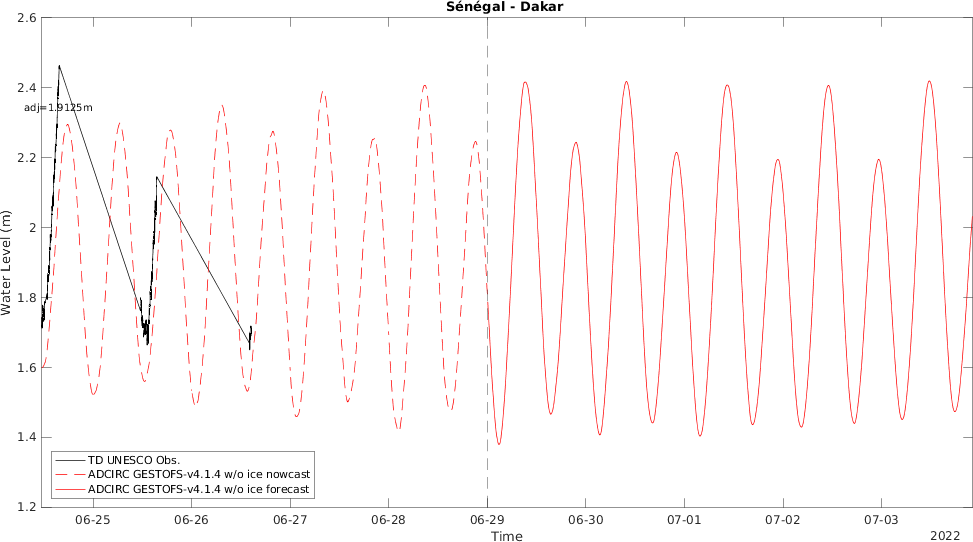 Sénégal - Dakar
2.6
2.4
2.2
2
1.8
1.6
1.4
1.2
Water Level (m)
adj=1.9125m
TD UNESCO Obs.
ADCIRC GESTOFS-v4.1.4 w/o ice nowcast
ADCIRC GESTOFS-v4.1.4 w/o ice forecast
06-25 06-26 06-27 06-28 06-29 06-30 07-01 07-02 07-03
Time
2022